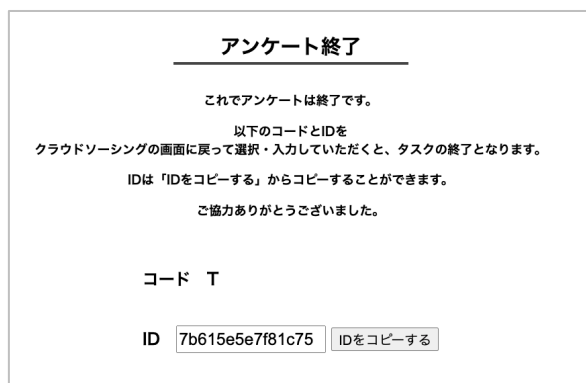 アンケート終了
これでアンケートは終了です。
以下のコードとIDを
クラウドソーシングの画面に戻って選択・入力していただくと、タスクの終了となります。
IDは「IDをコピーする」からコピーすることができます。
ご協力ありがとうございました。
コード T
ID 7b615e5e7f81c75 IDをコピーする